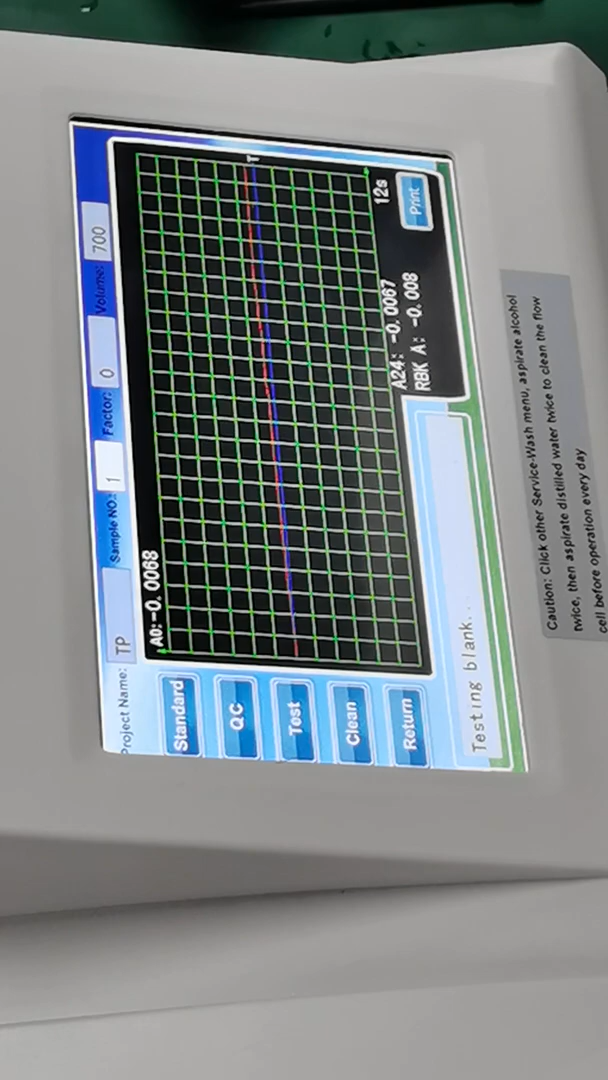 Project Name: TP Sample NO.: 1 Factor: 0 Volume: 700
Standard
QC
Test
Clean
Return
A0:-0.0068
T
12s
A24: -0.0067
RBK A: -0.008
Print
Testing blank...
Caution: Click other Service-Wash menu, aspirate alcohol
twice, then aspirate distilled water twice to clean the flow
cell before operation every day